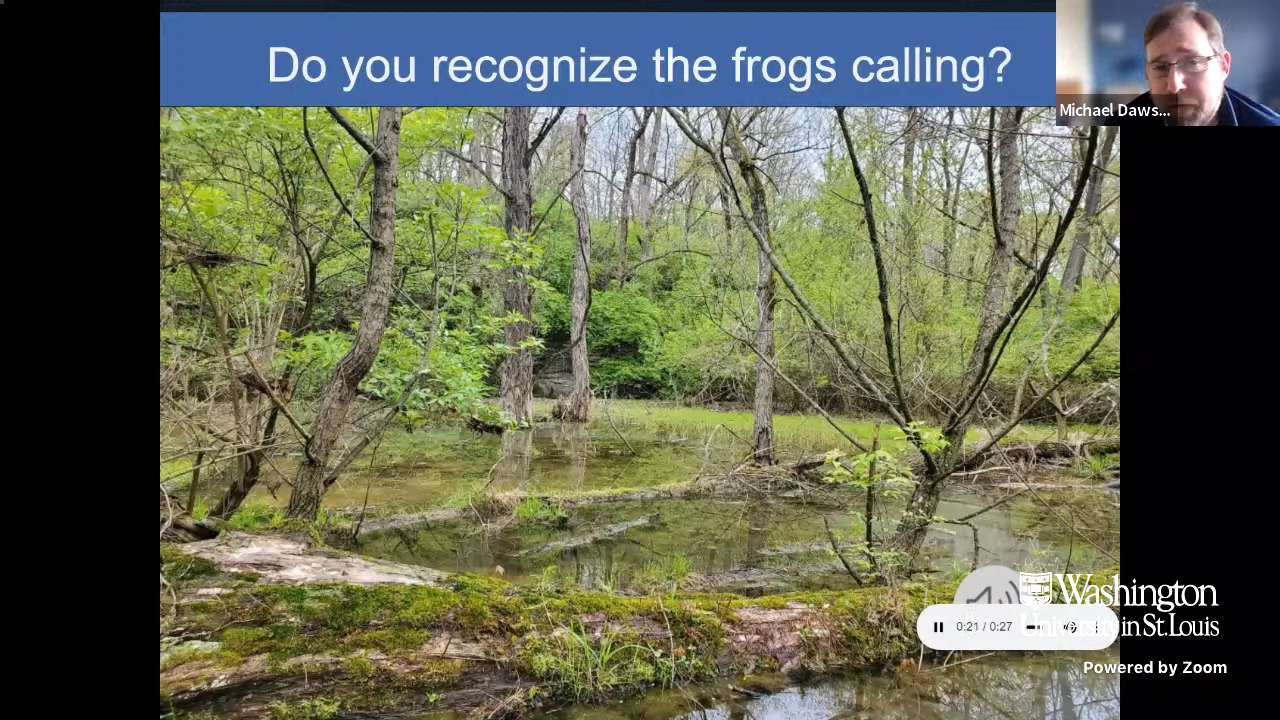 Do you recognize the frogs calling?
Michael Daws...
0:21 / 0:27
Washington
University in St. Louis
Powered by Zoom